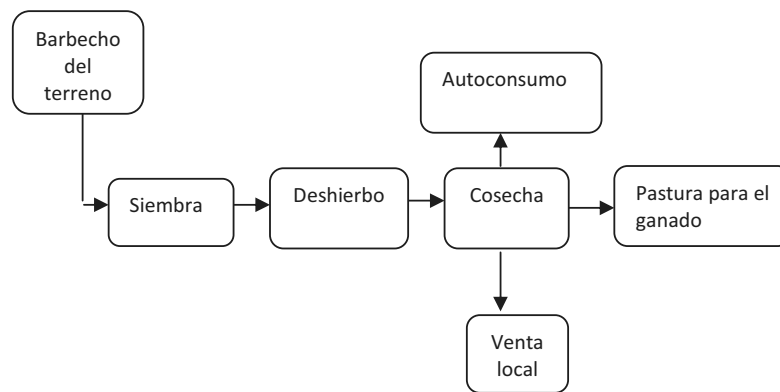 Barbecho
del
terreno
Autoconsumo
Siembra
Deshierbo
Cosecha
Pastura para el
ganado
Venta
local